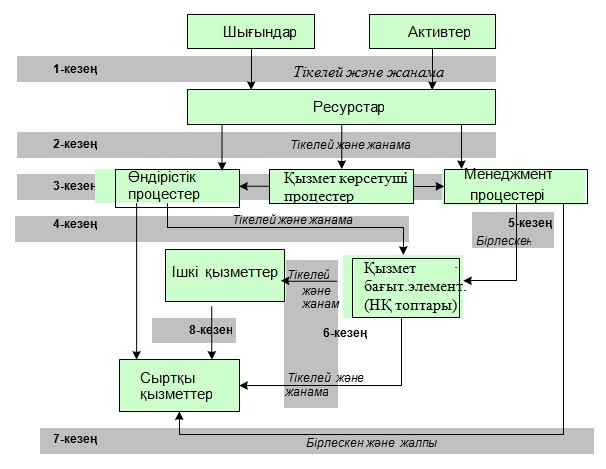 Шығындар
Активтер
1-кезең
Тікелей және жанама
Ресурстар
2-кезең
Тікелей және жанама
3-кезең
Өндірістік
процестер
Қызмет көрсетуші
процестер
Менеджмент
процестері
4-кезең
Тікелей және жанама
5-кезең
Бірлескен
Ішкі қызметтер
Тікелей
және
жанам
Қызмет
бағыт.элемент.
(НҚ топтары)
8-кезең
6-кезең
Сыртқы
қызметтер
Тікелей және
жанама
7-кезең
Бірлескен және жалпы